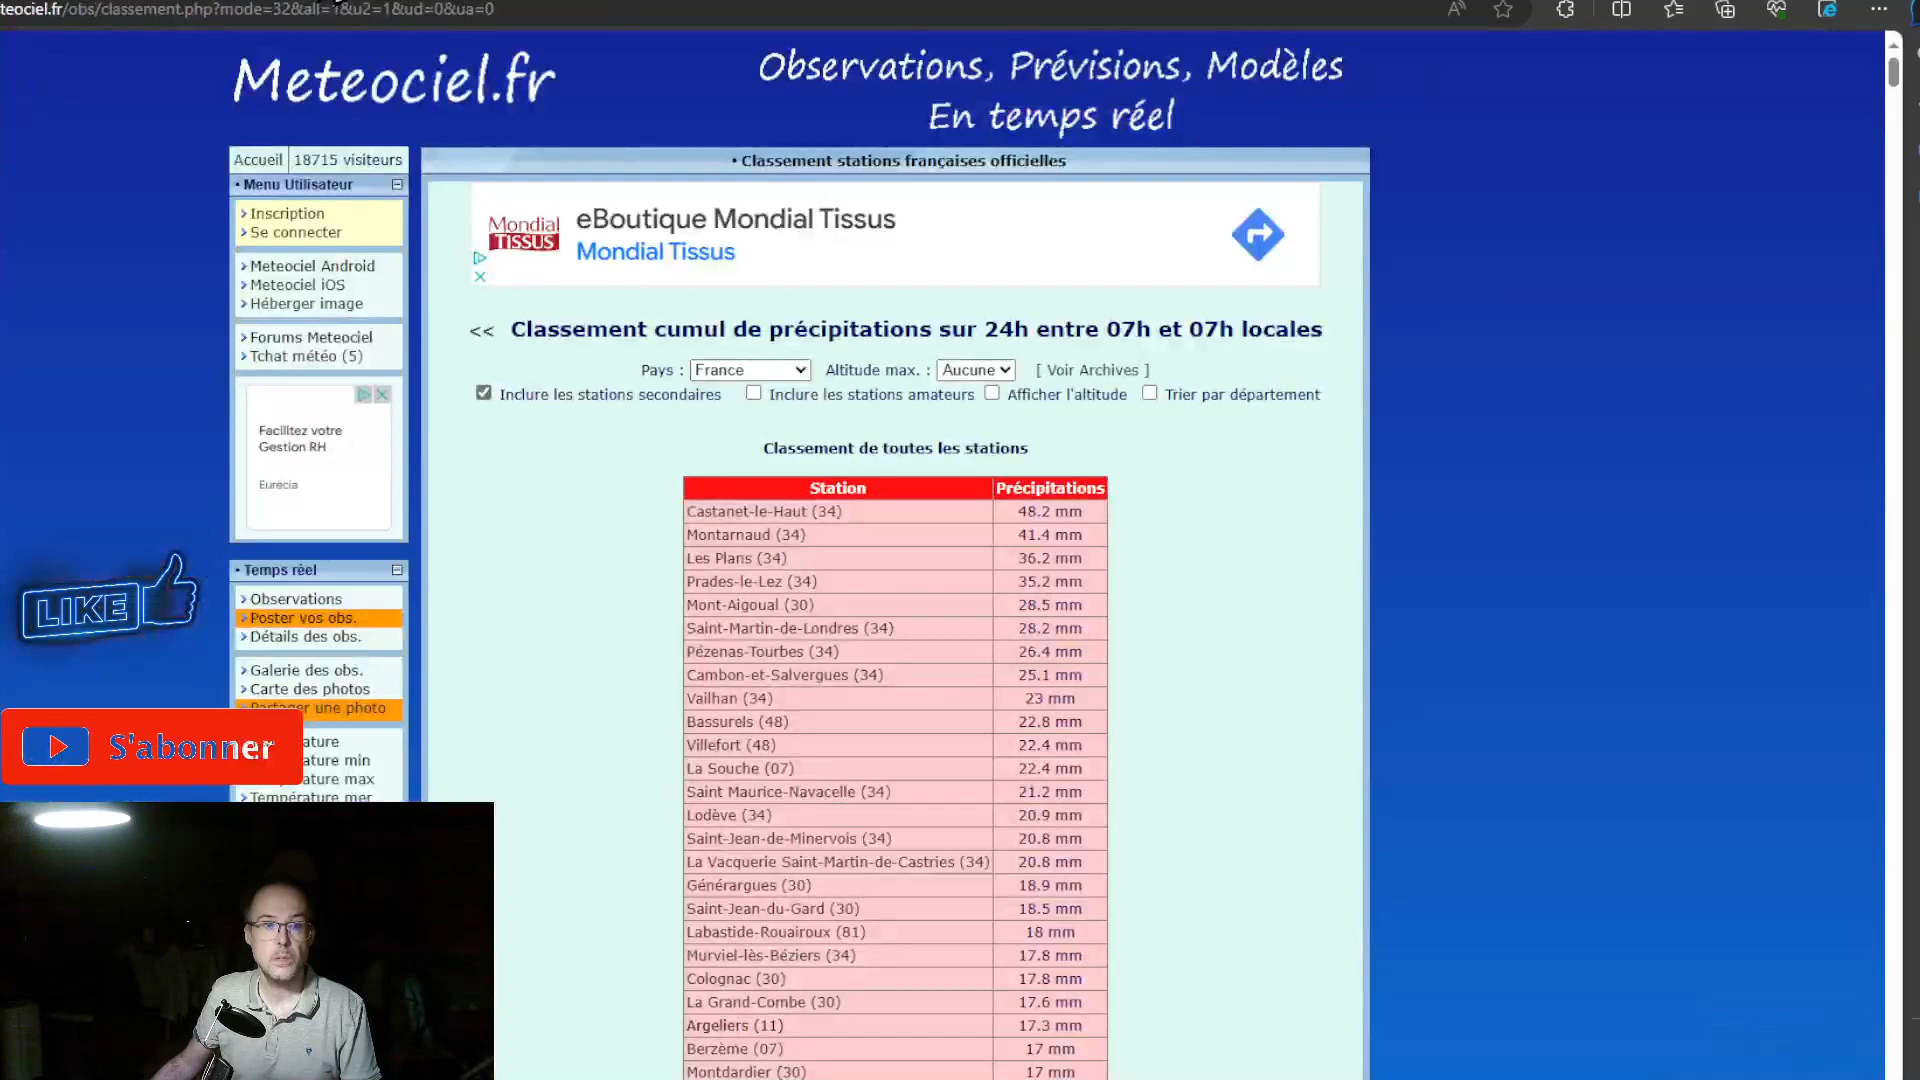 teociel.fr/obs/classement.php?mode=32&all=1&u2=1&ud=0&ua=0
Meteociel.fr
Observations, Prévisions, Modèles
En temps réel
Accueil
18715 visiteurs
• Menu Utilisateur
Inscription
Se connecter
Meteociel Android
Meteociel iOS
Héberger image
Forums Meteociel
Tchat météo (5)
Facilitez votre
Gestion RH
Eurécia
• Temps réel
Observations
Poster vos obs.
Détails des obs.
Galerie des obs.
Carte des photos
Partager une photo
ature
ature min
ature max
Température mer
LIKE
S'abonner
• Classement stations françaises officielles
Mondial TISSUS
eBoutique Mondial Tissus
Mondial Tissus
<< Classement cumul de précipitations sur 24h entre 07h et 07h locales
Pays : France Altitude max. : Aucune [ Voir Archives ]
Inclure les stations secondaires Inclure les stations amateurs Afficher l'altitude Trier par département
Classement de toutes les stations
Station Précipitations
Castanet-le-Haut (34) 48.2 mm
Montarnaud (34) 41.4 mm
Les Plans (34) 36.2 mm
Prades-le-Lez (34) 35.2 mm
Mont-Aigoual (30) 28.5 mm
Saint-Martin-de-Londres (34) 28.2 mm
Pézenas-Tourbes (34) 26.4 mm
Cambon-et-Salvergues (34) 25.1 mm
Vailhan (34) 23 mm
Bassurels (48) 22.8 mm
Villefort (48) 22.4 mm
La Souche (07) 22.4 mm
Saint Maurice-Navacelle (34) 21.2 mm
Lodève (34) 20.9 mm
Saint-Jean-de-Minervois (34) 20.8 mm
La Vacquerie Saint-Martin-de-Castries (34) 20.8 mm
Générargues (30) 18.9 mm
Saint-Jean-du-Gard (30) 18.5 mm
Labastide-Rouairoux (81) 18 mm
Murviel-lès-Béziers (34) 17.8 mm
Colognac (30) 17.8 mm
La Grand-Combe (30) 17.6 mm
Argeliers (11) 17.3 mm
Berzème (07) 17 mm
Montdardier (30) 17 mm